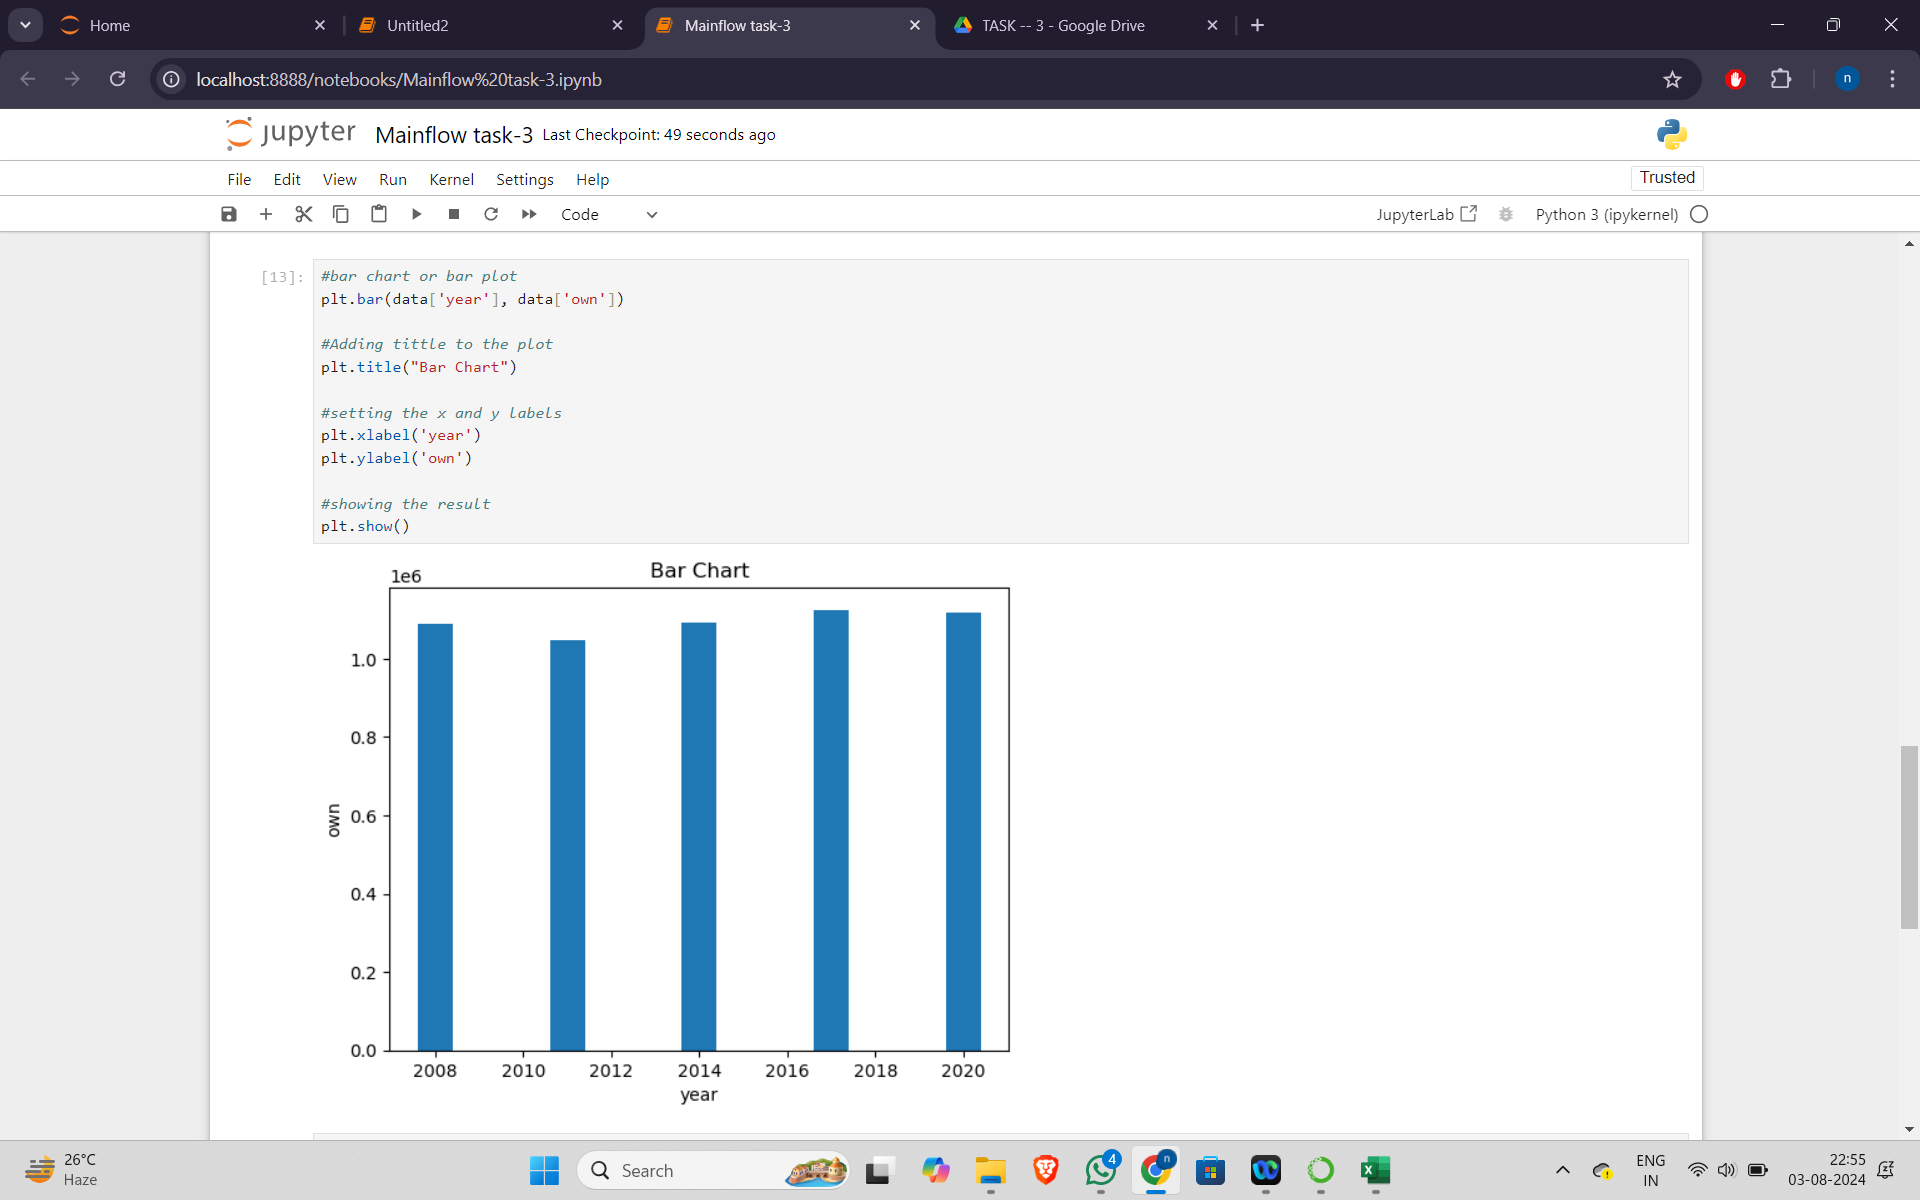 Home
Untitled2
Mainflow task-3
TASK -- 3 - Google Drive
localhost:8888/notebooks/Mainflow%20task-3.ipynb
n
jupyter
Mainflow task-3 Last Checkpoint: 49 seconds ago
File Edit View Run Kernel Settings Help
Trusted
Code
JupyterLab
Python 3 (ipykernel)
[13]:
#bar chart or bar plot
plt.bar(data['year'], data['own'])
#Adding tittle to the plot
plt.title("Bar Chart")
#setting the x and y labels
plt.xlabel('year')
plt.ylabel('own')
#showing the result
plt.show()
1e6
Bar Chart
1.0
0.8
0.6
0.4
0.2
0.0
own
2008 2010 2012 2014 2016 2018 2020
year
26°C
Haze
Search
4
n
ENG
IN
22:55
03-08-2024